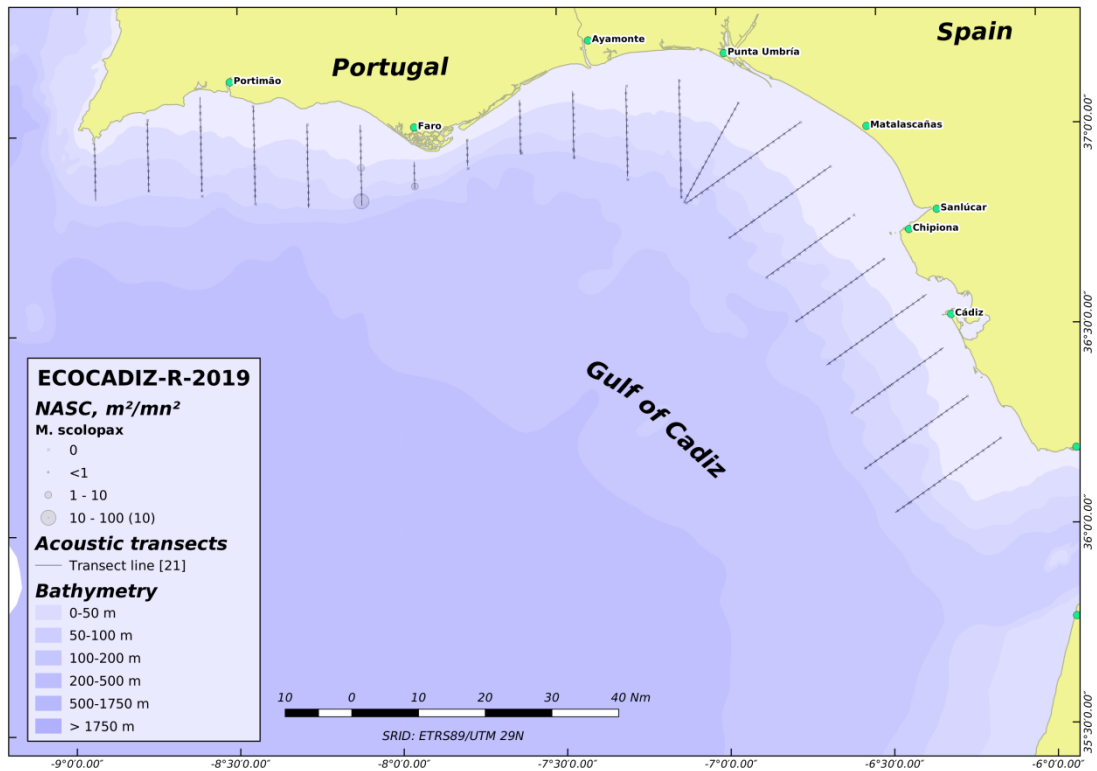 Spain
Portugal
Ayamonte
Punta Umbría
Portimão
Faro
Matalascañas
Sanlúcar
Chipiona
Cádiz
Gulf of Cadiz
ECOCADIZ-R-2019
NASC, m²/mn²
M. scolopax
0
<1
1 - 10
10 - 100 (10)
Acoustic transects
Transect line [21]
Bathymetry
0-50 m
50-100 m
100-200 m
200-500 m
500-1750 m
> 1750 m
10 0 10 20 30 40 Nm
SRID: ETRS89/UTM 29N
37°0'0.00″
36°30'0.00″
36°0'0.00″
35°30'0.00″
-9°0'0.00″ -8°30'0.00″ -8°0'0.00″ -7°30'0.00″ -7°0'0.00″ -6°30'0.00″ -6°0'0.00″